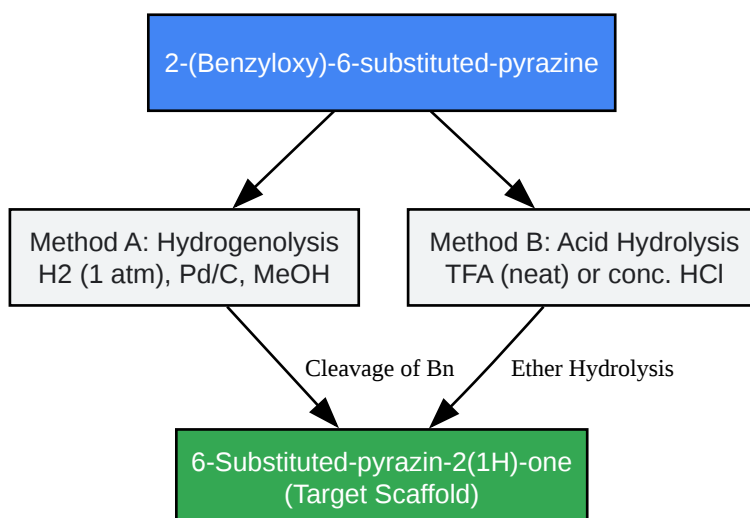 2-(Benzyloxy)-6-substituted-pyrazine
Method A: Hydrogenolysis
H2 (1 atm), Pd/C, MeOH
Method B: Acid Hydrolysis
TFA (neat) or conc. HCl
Cleavage of Bn
Ether Hydrolysis
6-Substituted-pyrazin-2(1H)-one
(Target Scaffold)